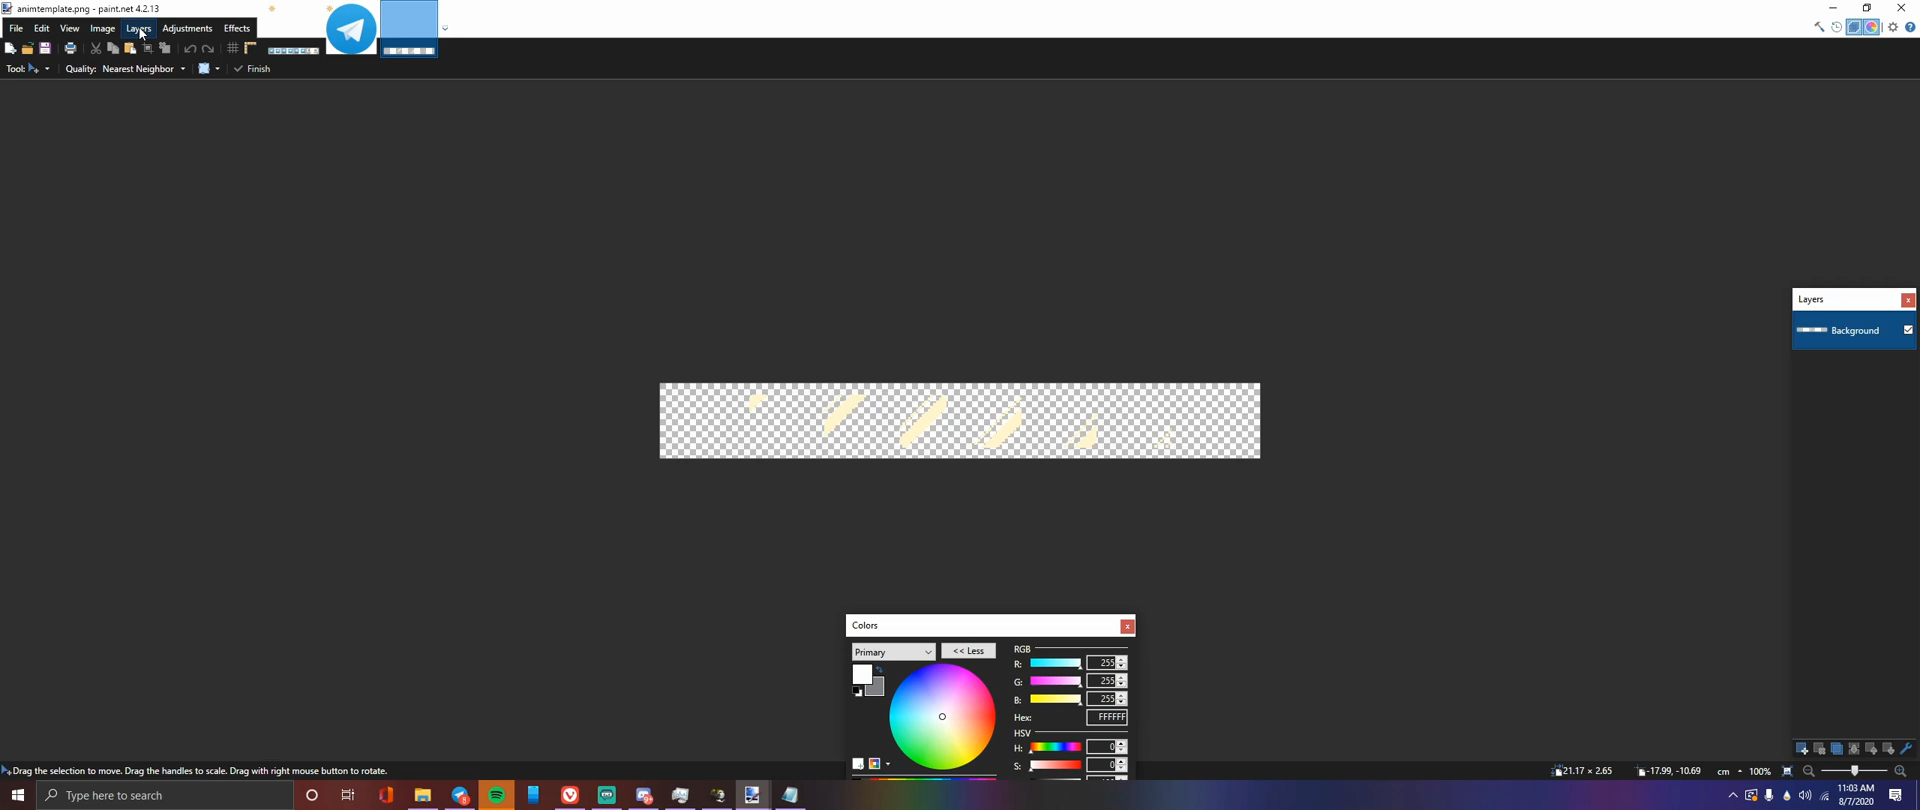 animtemplate.png - paint.net 4.2.13
File Edit View Image Layers Adjustments Effects
Tool: Quality: Nearest Neighbor Finish
Layers
Background
Colors
Primary << Less
RGB
R: 255
G: 255
B: 255
Hex: FFFFFF
HSV
H: 0
S: 0
Drag the selection to move. Drag the handles to scale. Drag with right mouse button to rotate.
21.17 × 2.65 -17.99, -10.69 cm 100%
Type here to search
11:03 AM
8/7/2020